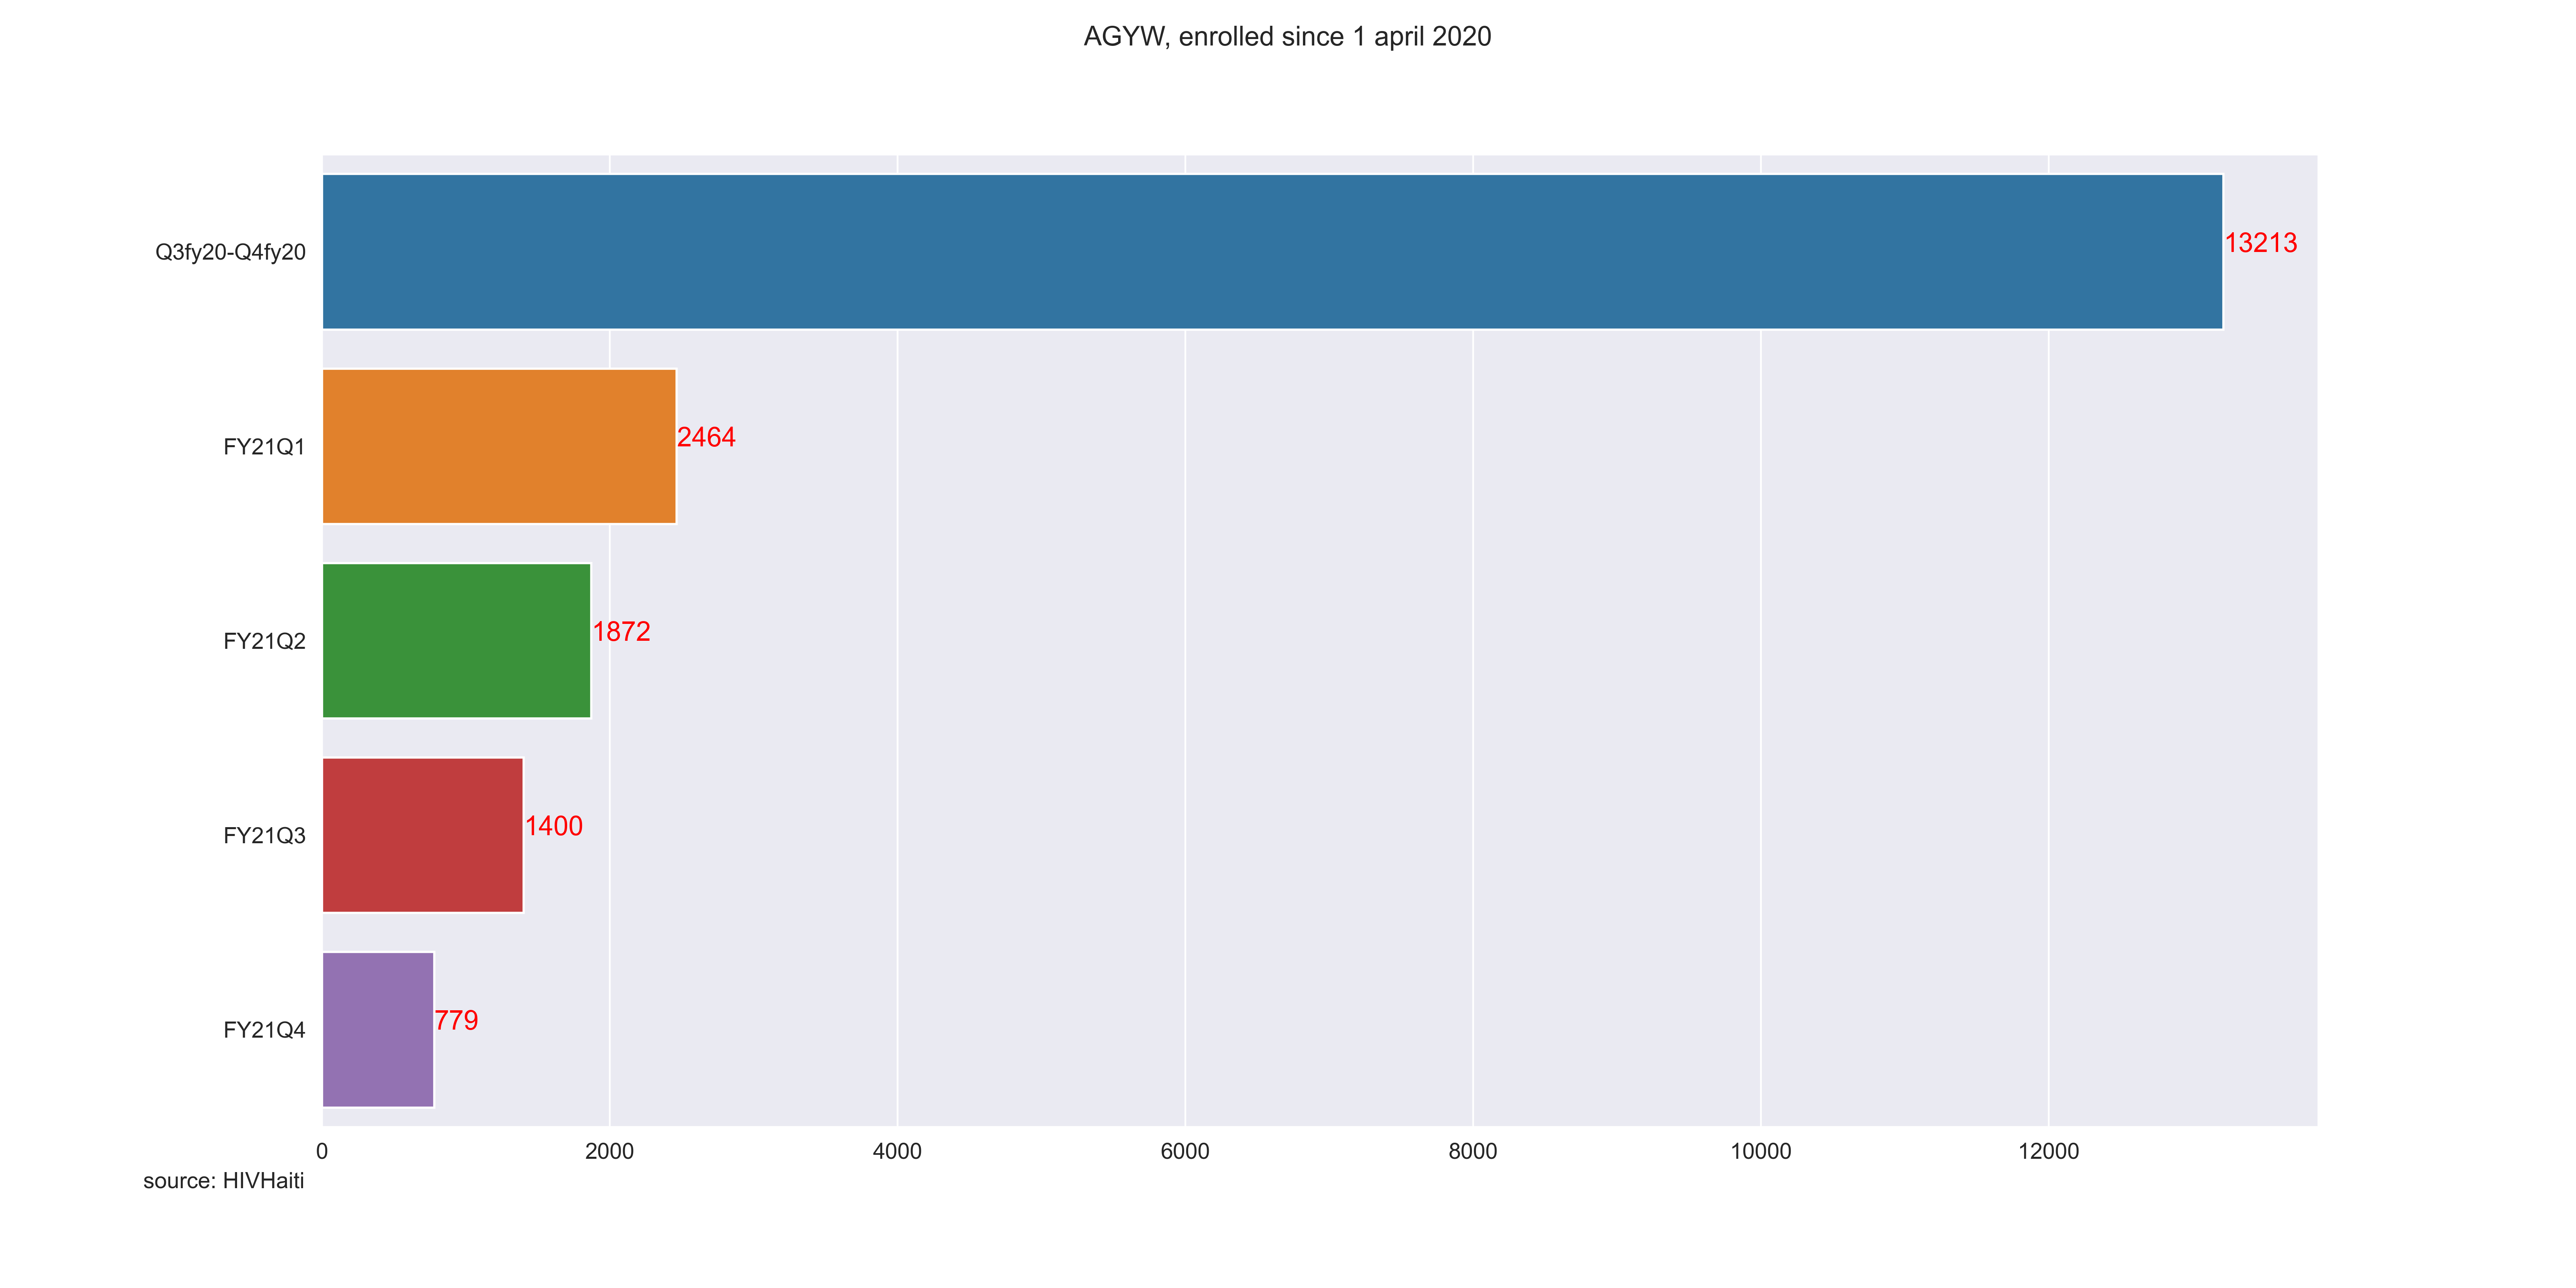 AGYW, enrolled since 1 april 2020
Q3fy20-Q4fy20
13213
FY21Q1
2464
FY21Q2
1872
FY21Q3
1400
FY21Q4
779
0 2000 4000 6000 8000 10000 12000
source: HIVHaiti